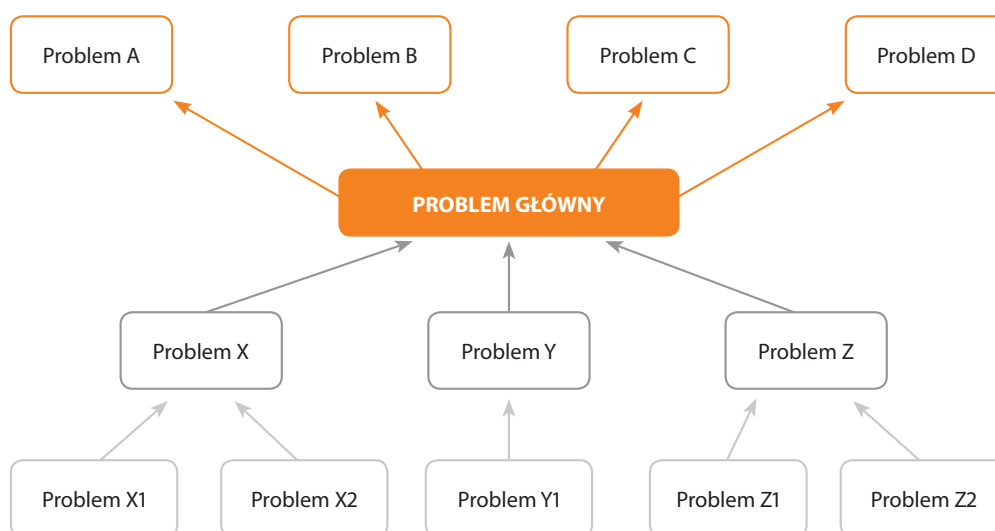 Problem A
Problem B
Problem C
Problem D
PROBLEM GŁÓWNY
Problem X
Problem Y
Problem Z
Problem X1
Problem X2
Problem Y1
Problem Z1
Problem Z2